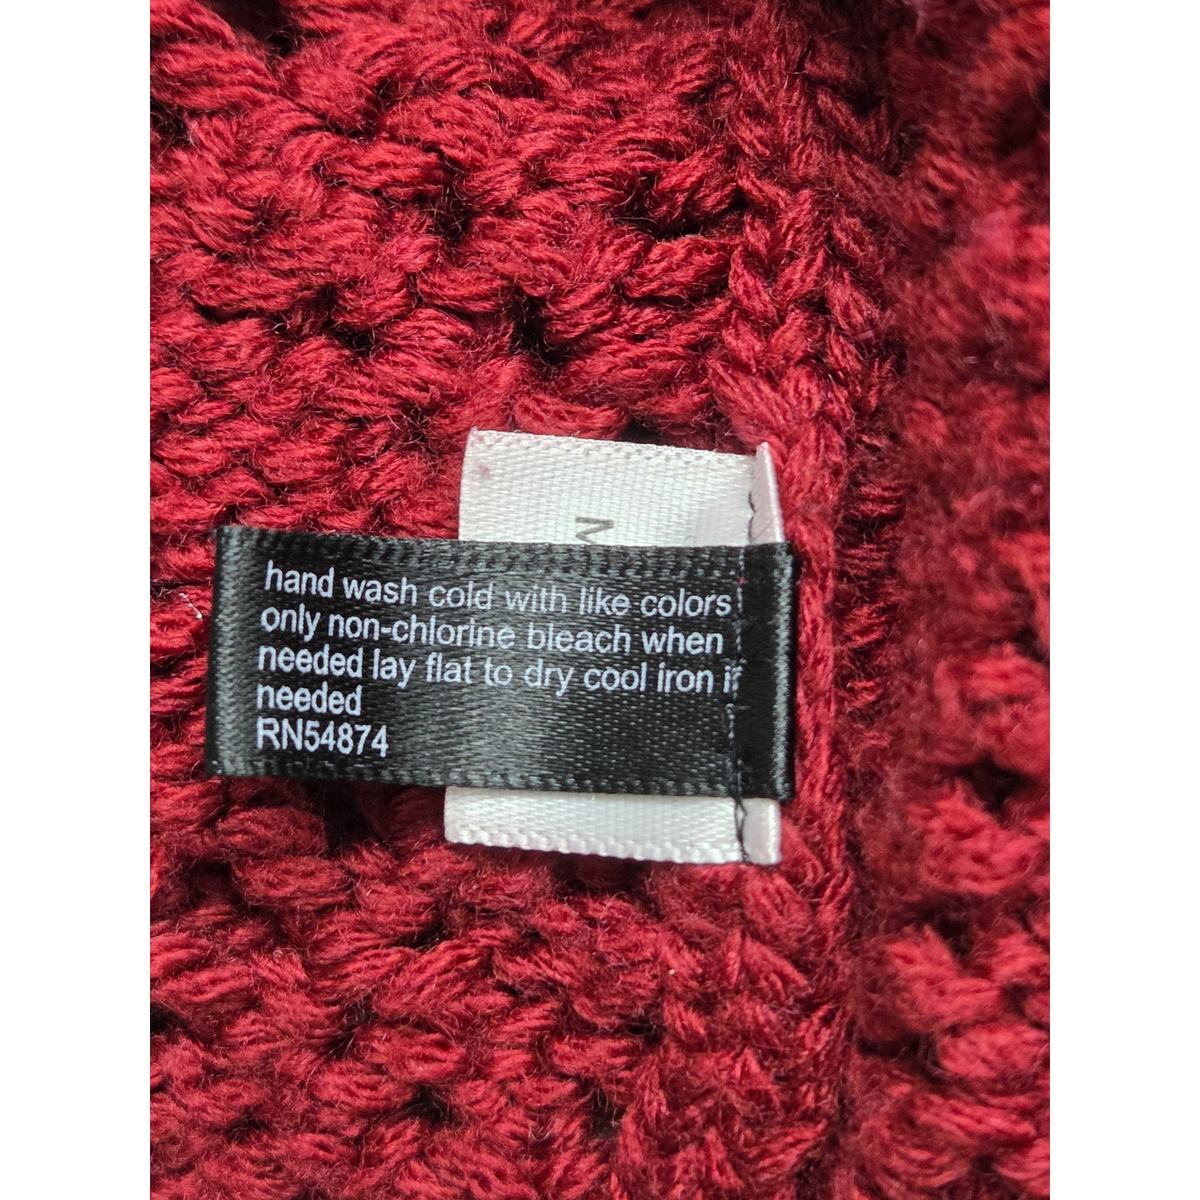 M
hand wash cold with like colors
only non-chlorine bleach when
needed lay flat to dry cool iron if
needed
RN54874